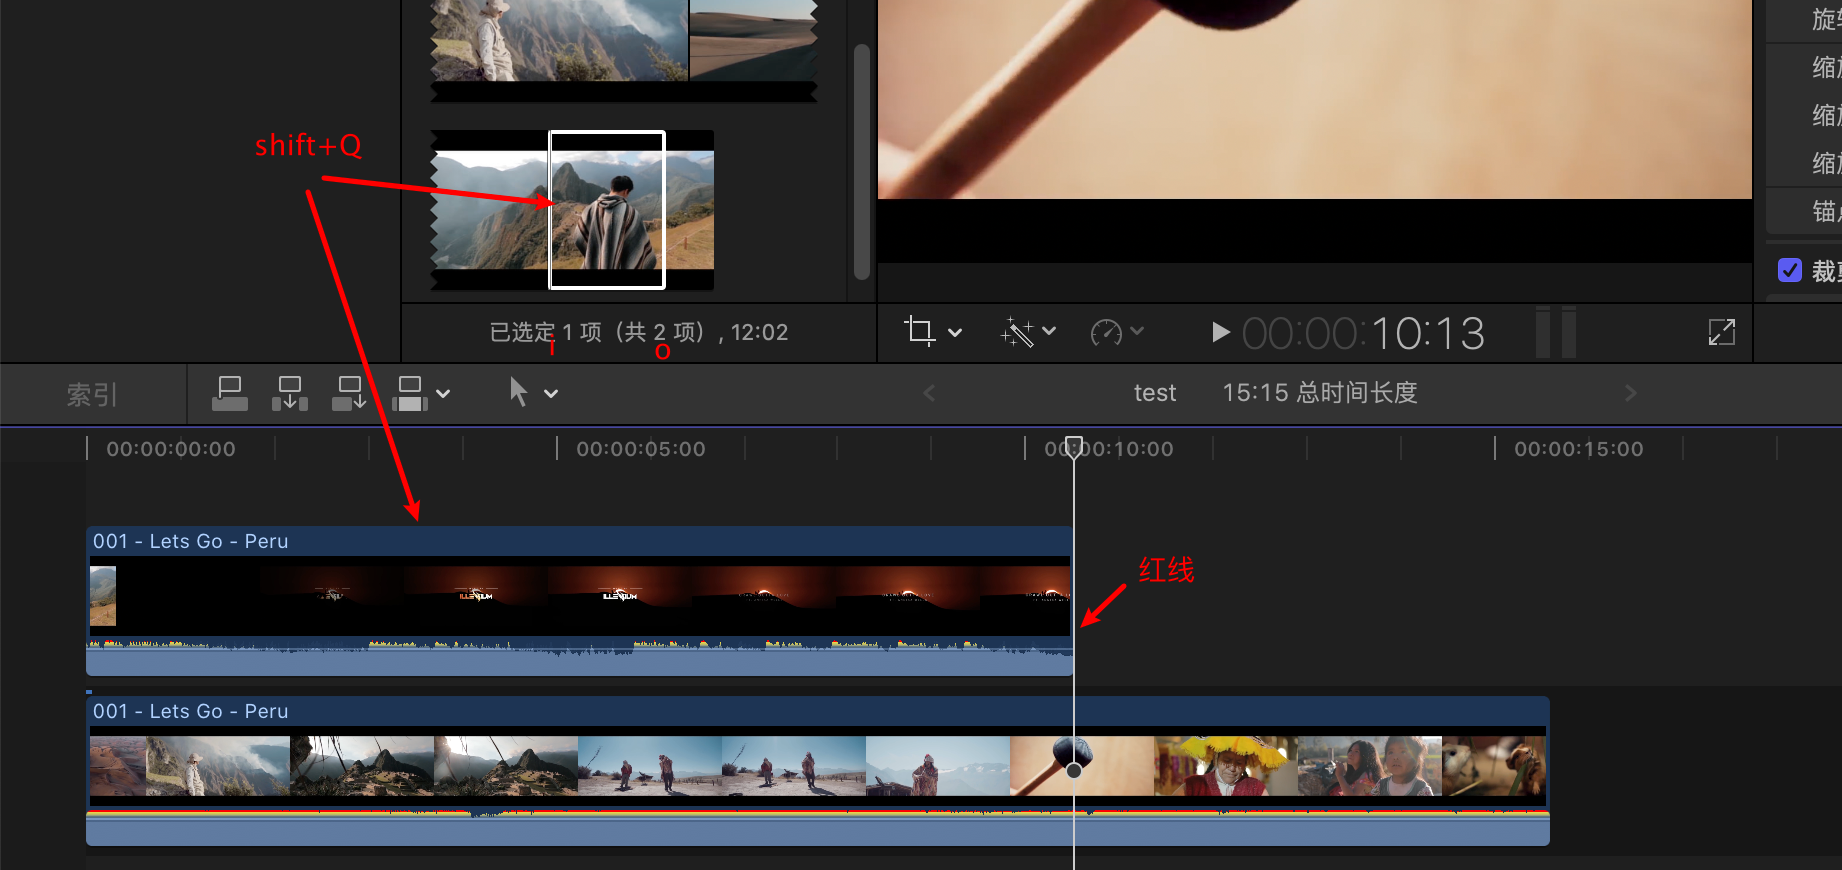 旋
缩
缩
缩
锚
裁
shift+Q
已选定 1 项（共 2 项）, 12:02
i
o
00:00:10:13
索引
test
15:15 总时间长度
00:00:00:00
00:00:05:00
00:00:10:00
00:00:15:00
001 - Lets Go - Peru
ILLENIUM
红线
001 - Lets Go - Peru